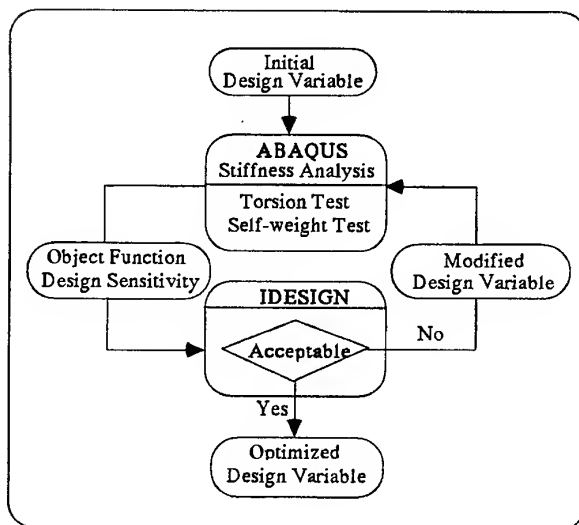 Initial
Design Variable
ABAQUS
Stiffness Analysis
Torsion Test
Self-weight Test
Object Function
Design Sensitivity
Modified
Design Variable
IDESIGN
Acceptable
No
Yes
Optimized
Design Variable